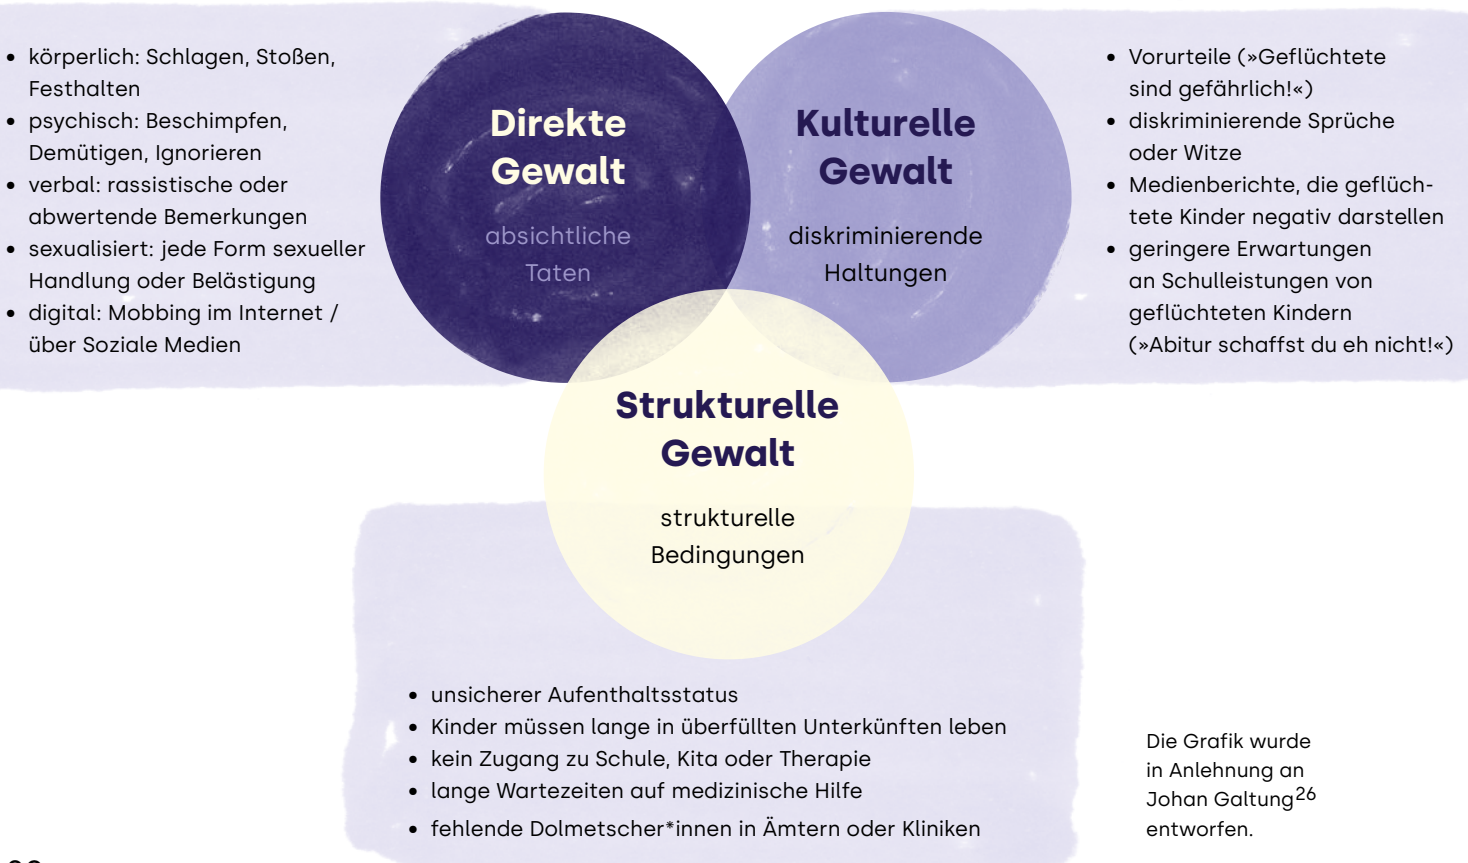 • körperlich: Schlagen, Stoßen,
Festhalten
• psychisch: Beschimpfen,
Demütigen, Ignorieren
• verbal: rassistische oder
abwertende Bemerkungen
• sexualisiert: jede Form sexueller
Handlung oder Belästigung
• digital: Mobbing im Internet /
über Soziale Medien
Direkte
Gewalt
absichtliche
Taten
Kulturelle
Gewalt
diskriminierende
Haltungen
• Vorurteile (»Geflüchtete
sind gefährlich!«)
• diskriminierende Sprüche
oder Witze
• Medienberichte, die geflüch-
tete Kinder negativ darstellen
• geringere Erwartungen
an Schulleistungen von
geflüchteten Kindern
(»Abitur schaffst du eh nicht!«)
Strukturelle
Gewalt
strukturelle
Bedingungen
• unsicherer Aufenthaltsstatus
• Kinder müssen lange in überfüllten Unterkünften leben
• kein Zugang zu Schule, Kita oder Therapie
• lange Wartezeiten auf medizinische Hilfe
• fehlende Dolmetscher*innen in Ämtern oder Kliniken
Die Grafik wurde
in Anlehnung an
Johan Galtung26
entworfen.